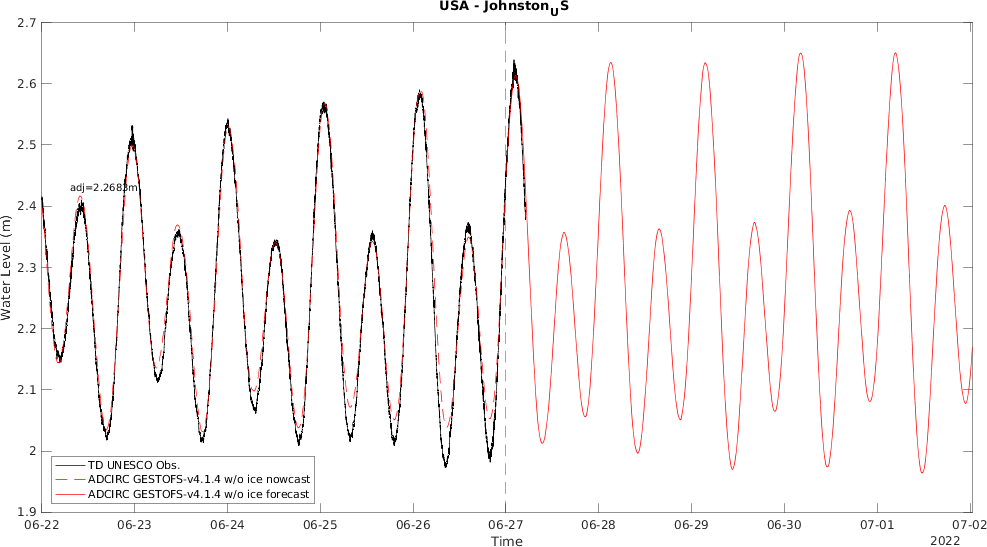 USA - Johnston_US
2.7
2.6
2.5
2.4
2.3
2.2
2.1
2
1.9
Water Level (m)
adj=2.2683m
TD UNESCO Obs.
ADCIRC GESTOFS-v4.1.4 w/o ice nowcast
ADCIRC GESTOFS-v4.1.4 w/o ice forecast
06-22 06-23 06-24 06-25 06-26 06-27 06-28 06-29 06-30 07-01 07-02
Time
2022